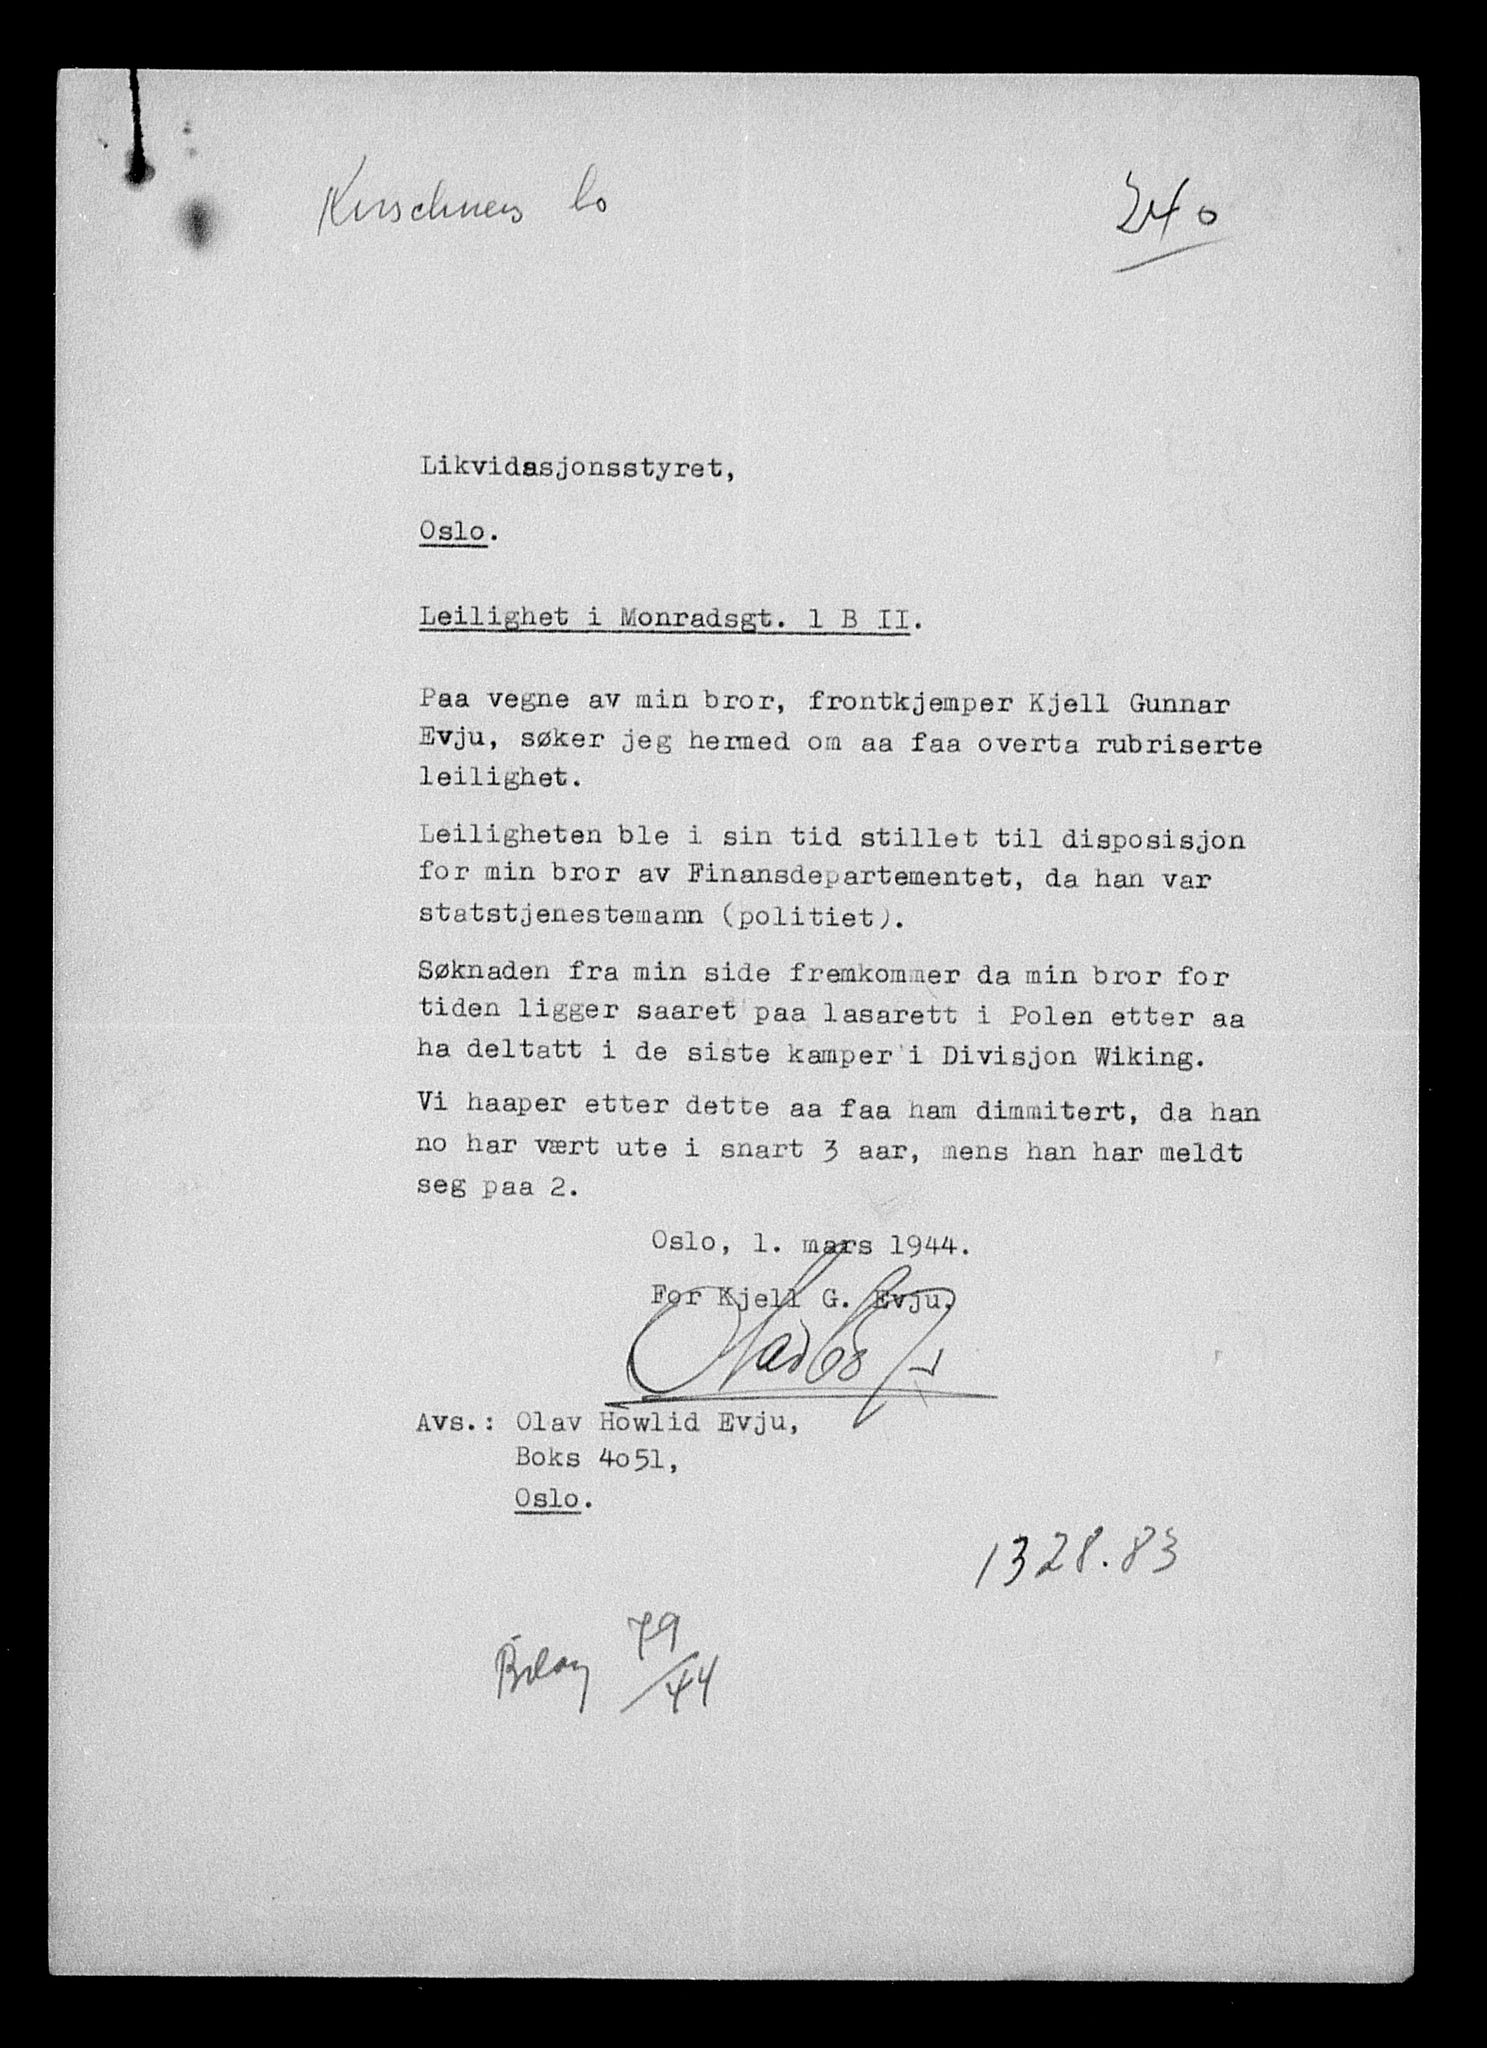 Kirschners bo
240
Likvidasjonsstyret,
Oslo.
Leilighet i Monradsgt. 1 B II.
Paa vegne av min bror, frontkjemper Kjell Gunnar
Evju, søker jeg hermed om aa faa overta rubriserte
leilighet.
Leiligheten ble i sin tid stillet til disposisjon
for min bror av Finansdepartementet, da han var
statstjenestemann (politiet).
Søknaden fra min side fremkommer da min bror for
tiden ligger saaret paa lasarett i Polen etter aa
ha deltatt i de siste kamper i Divisjon Wiking.
Vi haaper etter dette aa faa ham dimmitert, da han
no har vært ute i snart 3 aar, mens han har meldt
seg paa 2.
Oslo, 1. mars 1944.
For Kjell G. Evju.
Avs.: Olav Howlid Evju,
Boks 4o51,
Oslo.
1328.83
79
/44